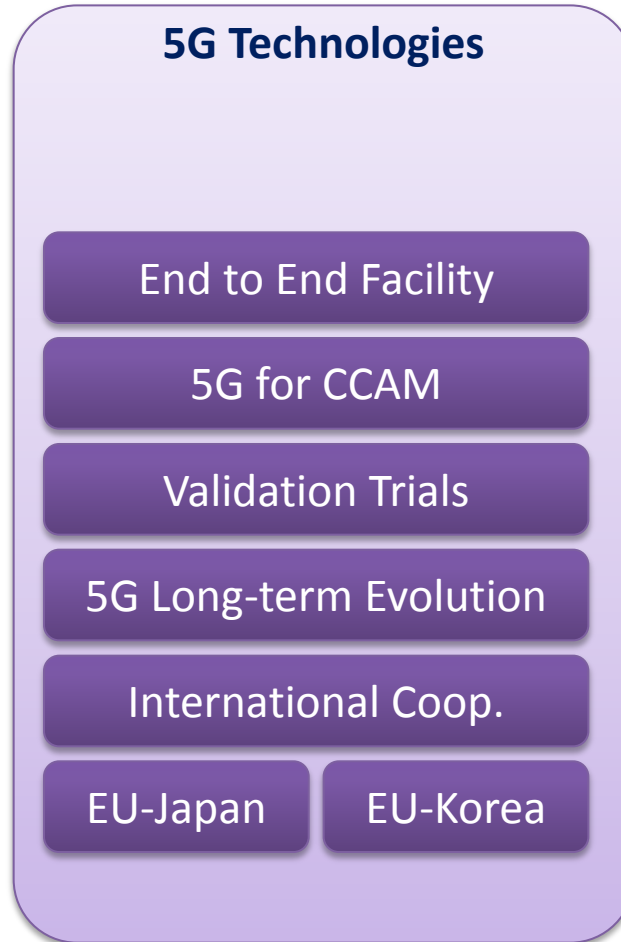 5G Technologies
End to End Facility
5G for CCAM
Validation Trials
5G Long-term Evolution
International Coop.
EU-Japan
EU-Korea